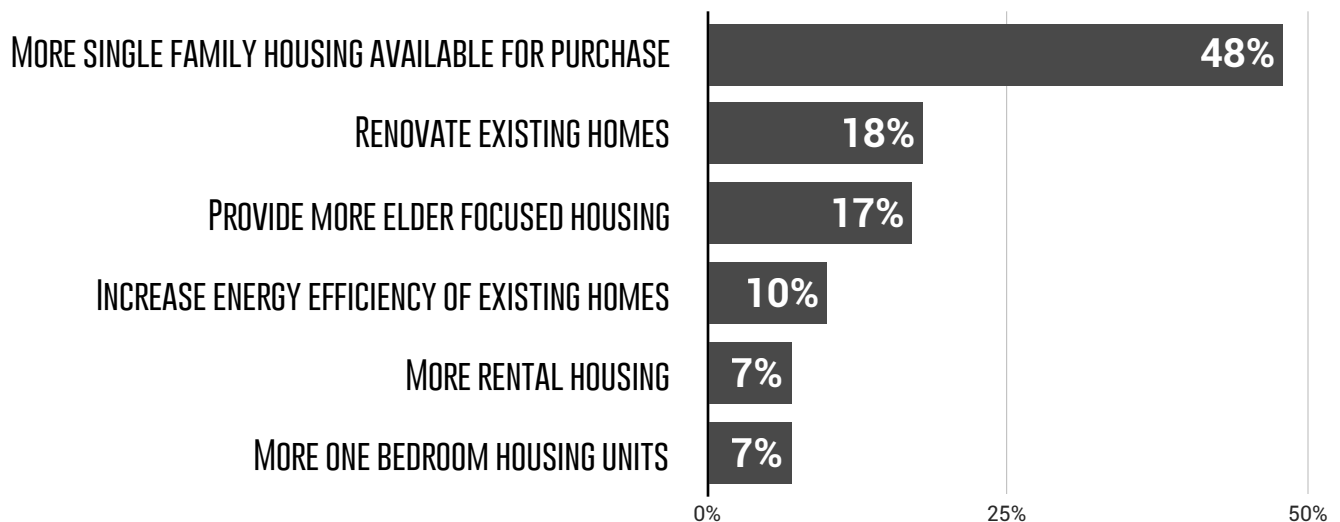 More single family housing available for purchase 48%
Renovate existing homes 18%
Provide more elder focused housing 17%
Increase energy efficiency of existing homes 10%
More rental housing 7%
More one bedroom housing units 7%
0% 25% 50%